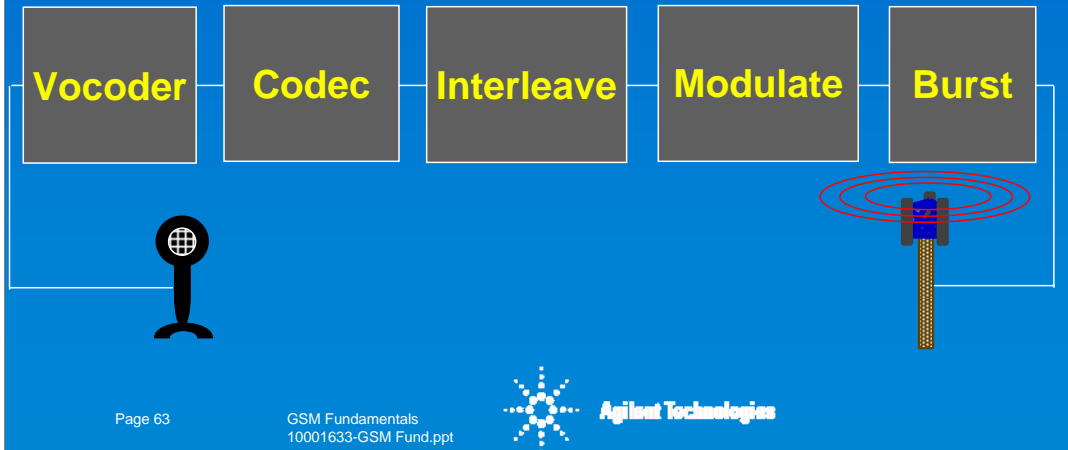 Vocoder Codec Interleave Modulate Burst
Page 63
GSM Fundamentals
10001633-GSM Fund.ppt
Agilent Technologies